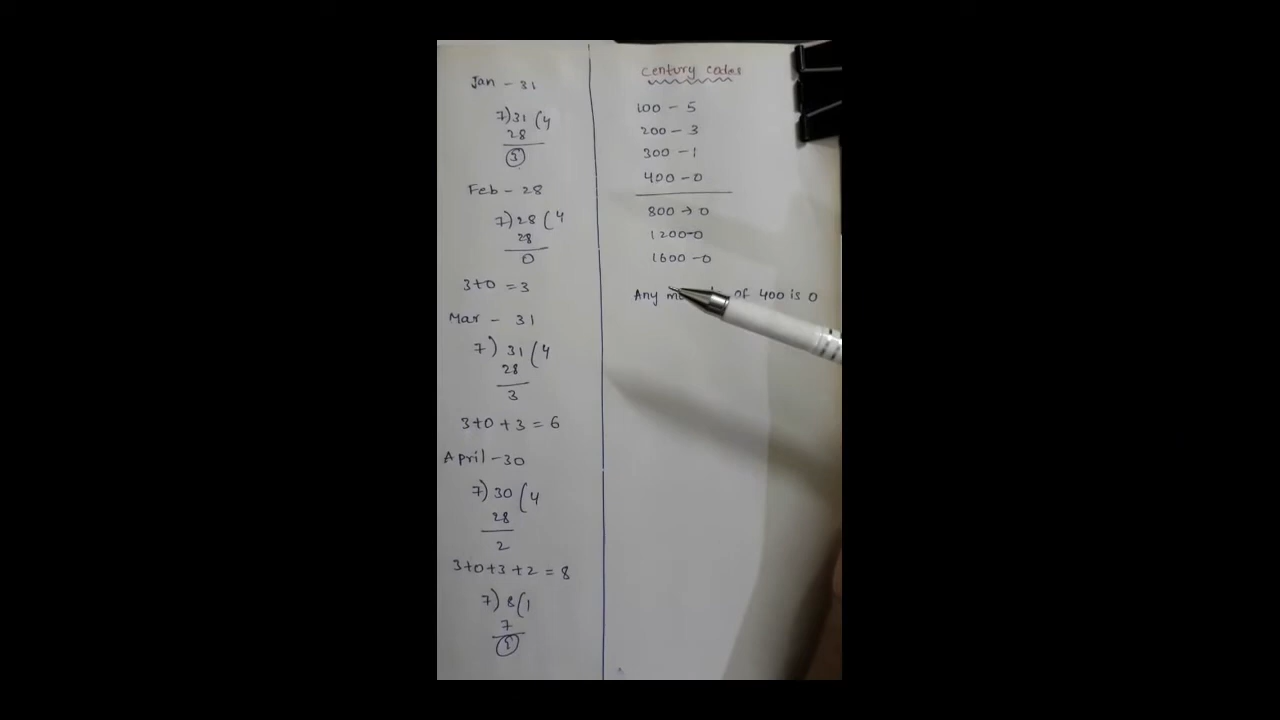 Jan - 31
7)31(4
28
3
Feb - 28
7)28(4
28
0
3+0 = 3
Mar - 31
7)31(4
28
3
3+0+3 = 6
April - 30
7)30(4
28
2
3+0+3+2 = 8
7)8(1
7
1
Century codes
100 - 5
200 - 3
300 - 1
400 - 0
800 → 0
1200-0
1600 - 0
Any of 400 is 0